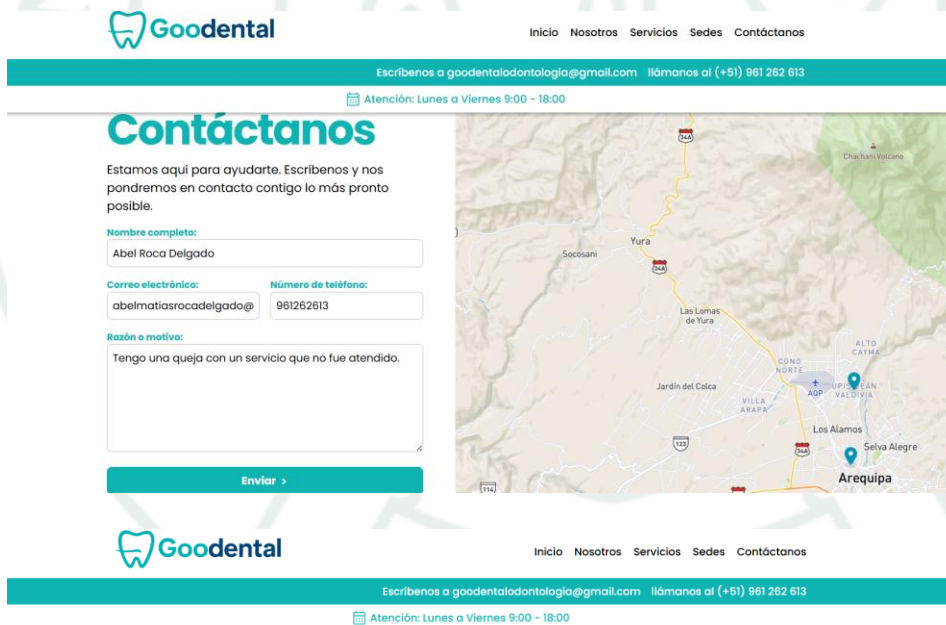 Goodental
Inicio Nosotros Servicios Sedes Contáctanos
Escríbenos a goodentalodontologia@gmail.com llámanos al (+51) 961 262 613
Atención: Lunes a Viernes 9:00 - 18:00
Contáctanos
Estamos aquí para ayudarte. Escríbenos y nos
pondremos en contacto contigo lo más pronto
posible.
Nombre completo:
Abel Roca Delgado
Correo electrónico: Número de teléfono:
abelmatiasrocadelgado@ 961262613
Razón o motivo:
Tengo una queja con un servicio que no fue atendido.
Enviar >
34A
Chachani Volcano
Yura
Socosani
34A
Las Lomas
de Yura
ALTO
CAYMA
CONO
NORTE
Jardín del Colca
AQP
VALDIVIA
VILLA
ARAPA
Los Alamos
123
34A
Selva Alegre
Arequipa
114
Goodental
Inicio Nosotros Servicios Sedes Contáctanos
Escríbenos a goodentalodontologia@gmail.com llámanos al (+51) 961 262 613
Atención: Lunes a Viernes 9:00 - 18:00